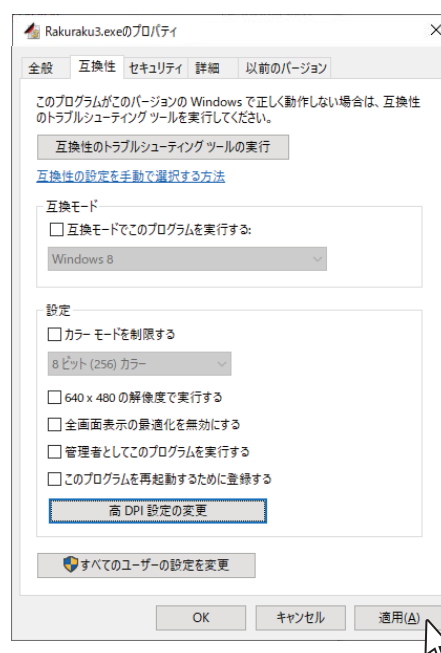 Rakuraku3.exeのプロパティ
全般 互換性 セキュリティ 詳細 以前のバージョン
このプログラムがこのバージョンの Windows で正しく動作しない場合は、互換性
のトラブルシューティング ツールを実行してください。
互換性のトラブルシューティング ツールの実行
互換性の設定を手動で選択する方法
互換モード
互換モードでこのプログラムを実行する:
Windows 8
設定
カラー モードを制限する
8 ビット (256) カラー
640 x 480 の解像度で実行する
全画面表示の最適化を無効にする
管理者としてこのプログラムを実行する
このプログラムを再起動するために登録する
高 DPI 設定の変更
すべてのユーザーの設定を変更
OK キャンセル 適用(A)